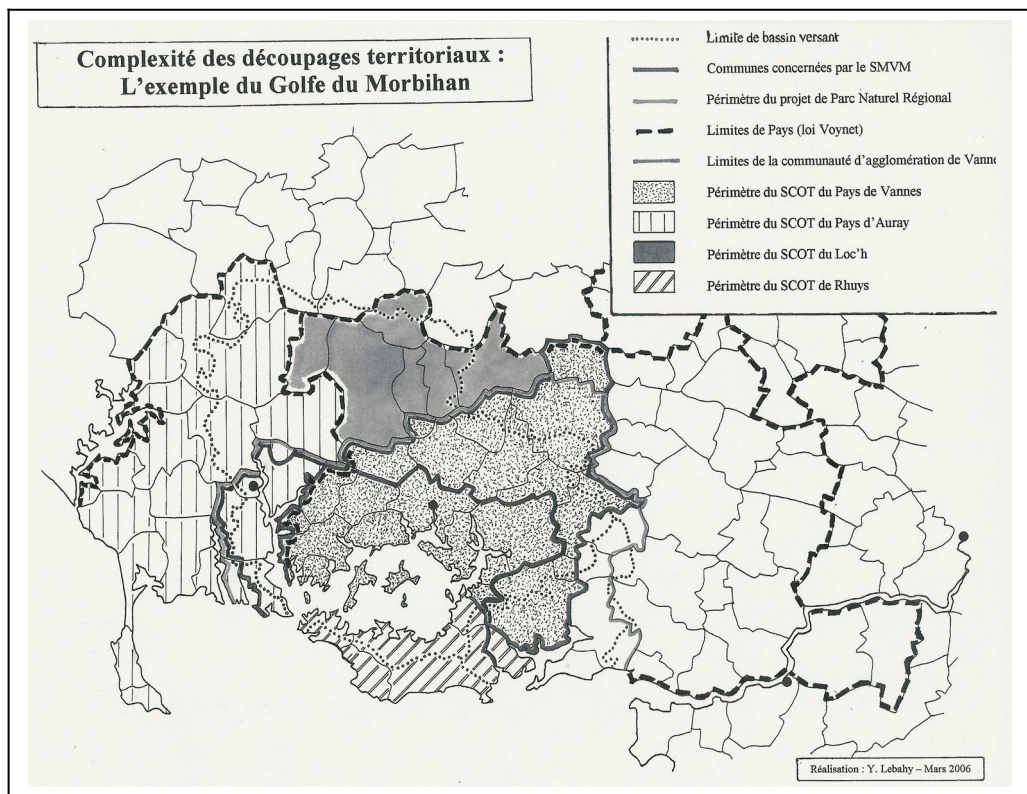 Complexité des découpages territoriaux :
L'exemple du Golfe du Morbihan
Limite de bassin versant
Communes concernées par le SMVM
Périmètre du projet de Parc Naturel Régional
Limites de Pays (loi Voynet)
Limites de la communauté d'agglomération de Vanne
Périmètre du SCOT du Pays de Vannes
Périmètre du SCOT du Pays d'Auray
Périmètre du SCOT du Loc'h
Périmètre du SCOT de Rhuys
Réalisation : Y. Lebahy – Mars 2006